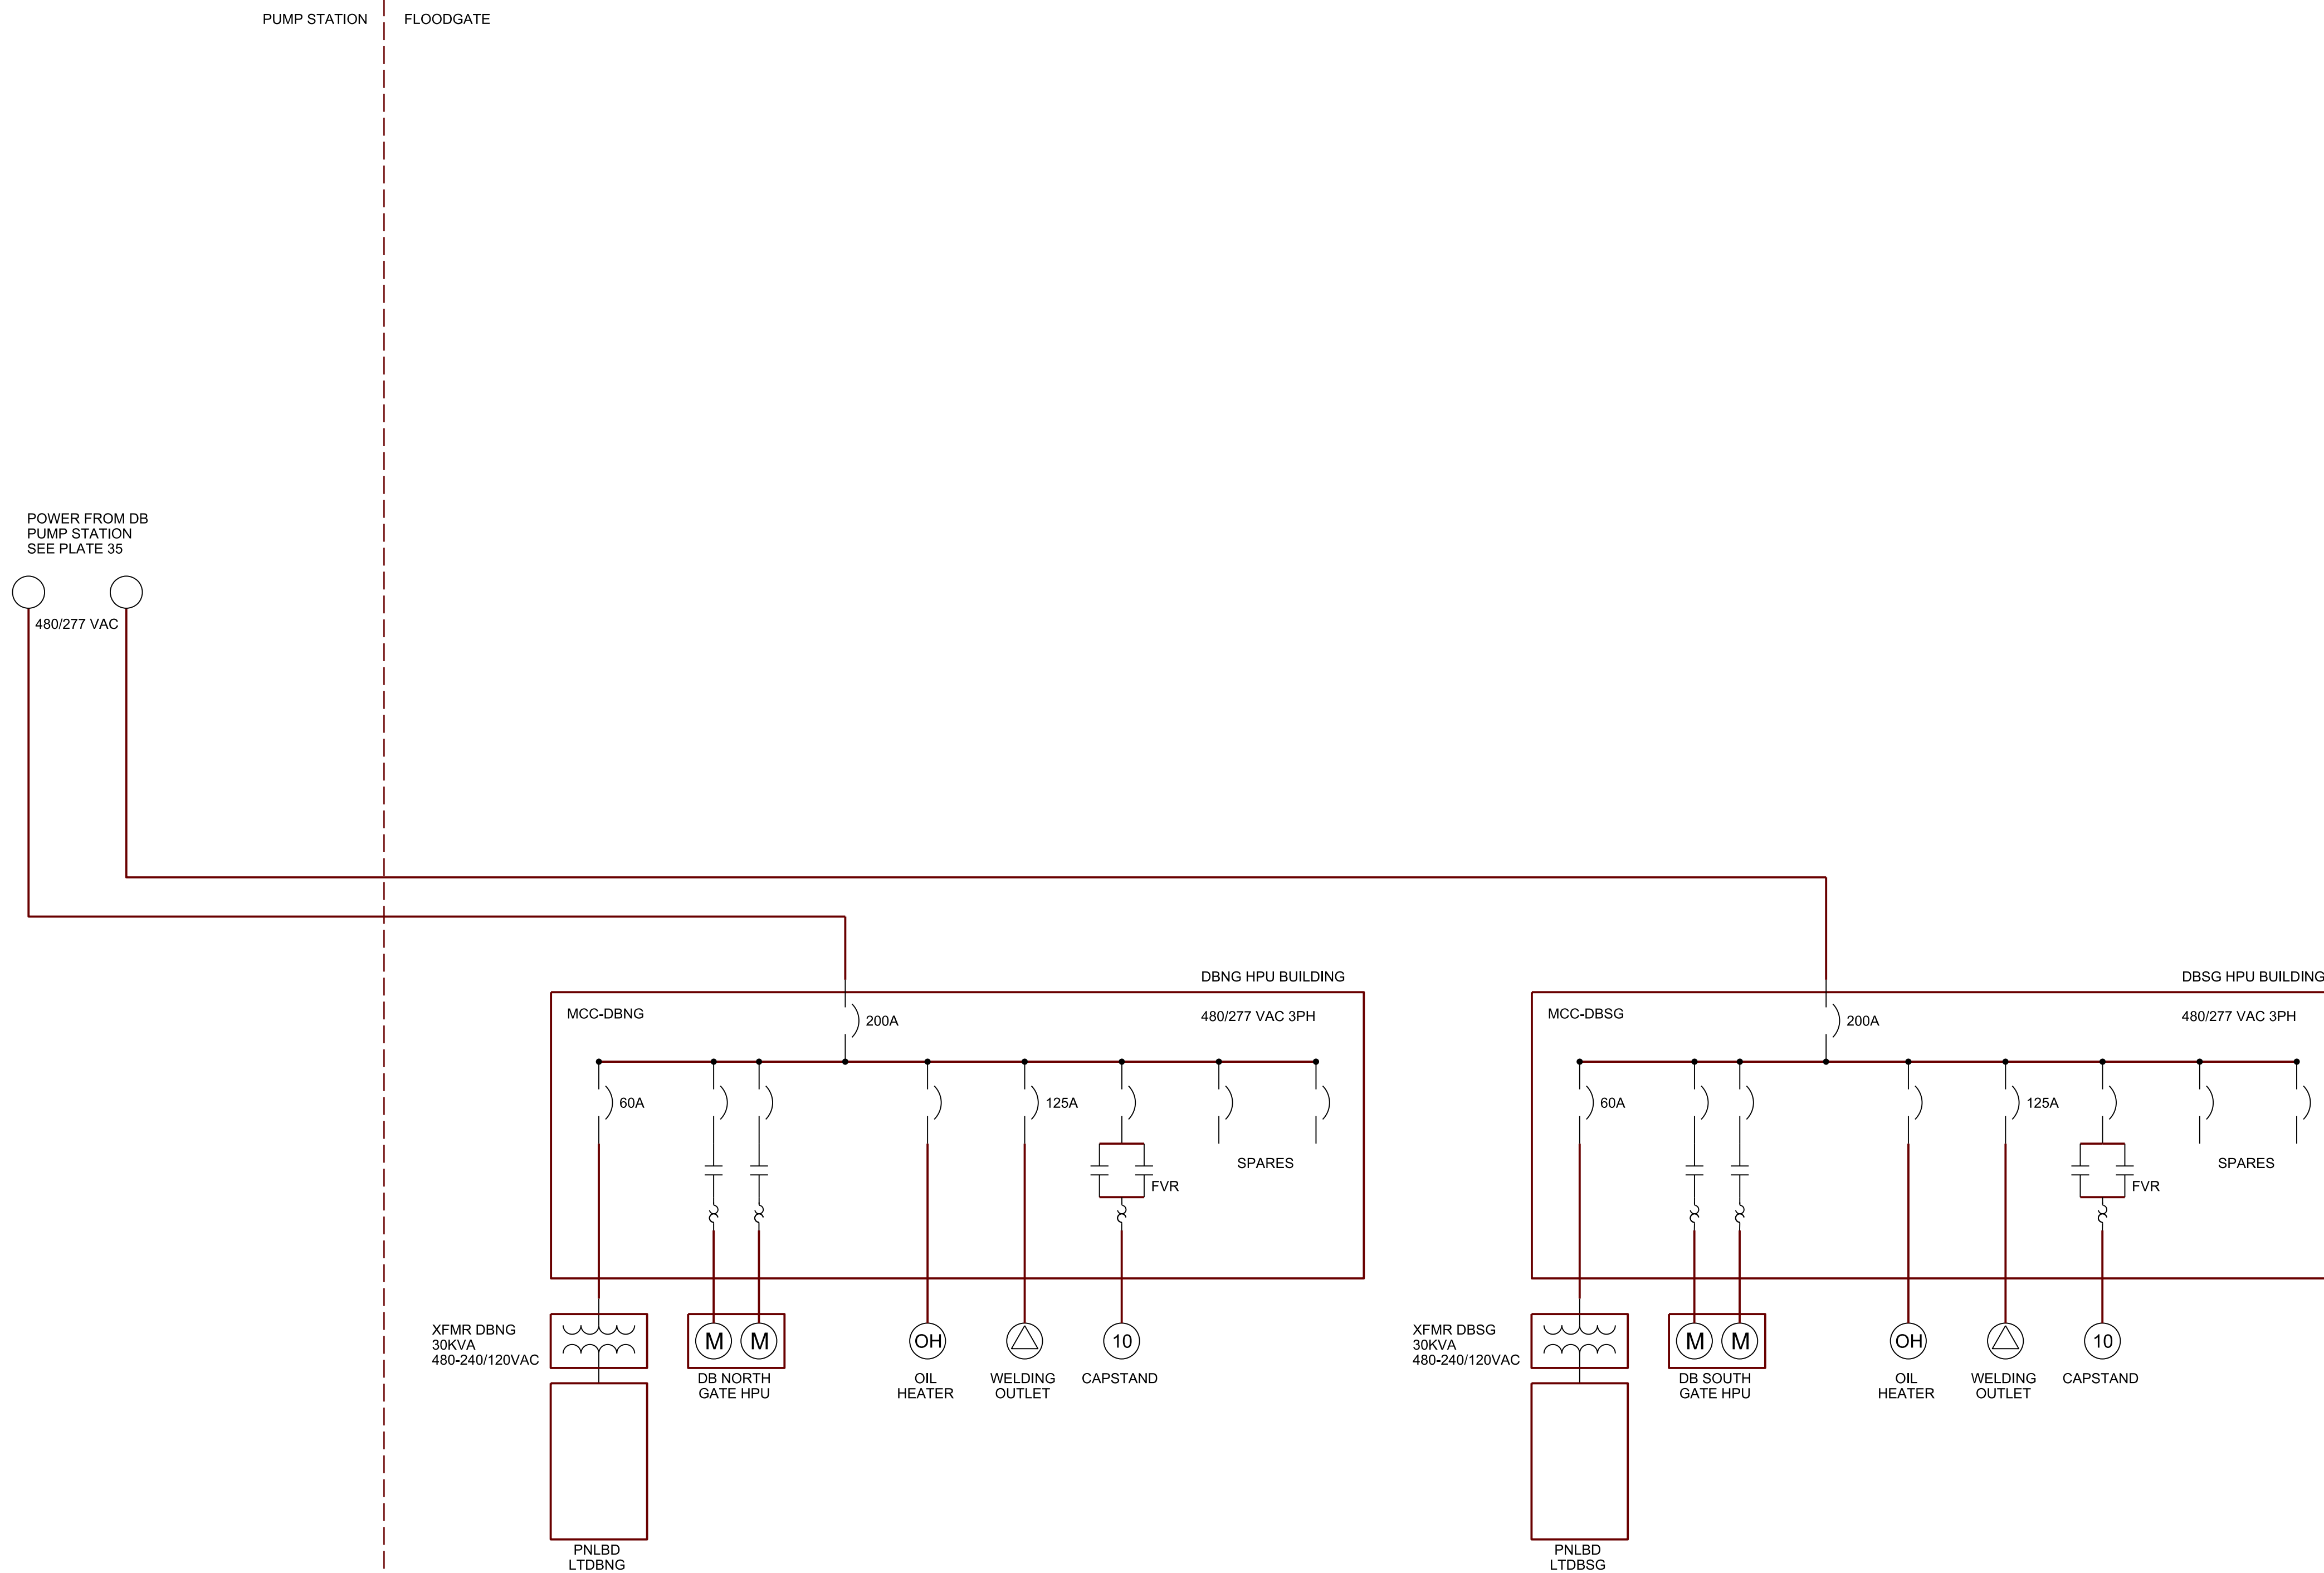 PUMP STATION
FLOODGATE
POWER FROM DB
PUMP STATION
SEE PLATE 35
480/277 VAC
DBNG HPU BUILDING
MCC-DBNG
200A
480/277 VAC 3PH
60A
125A
SPARES
FVR
XFMR DBNG
30KVA
480-240/120VAC
M
M
OH
10
DB NORTH
GATE HPU
OIL
HEATER
WELDING
OUTLET
CAPSTAND
PNLBD
LTDBNG
DBSG HPU BUILDING
MCC-DBSG
200A
480/277 VAC 3PH
60A
125A
SPARES
FVR
XFMR DBSG
30KVA
480-240/120VAC
M
M
OH
10
DB SOUTH
GATE HPU
OIL
HEATER
WELDING
OUTLET
CAPSTAND
PNLBD
LTDBSG